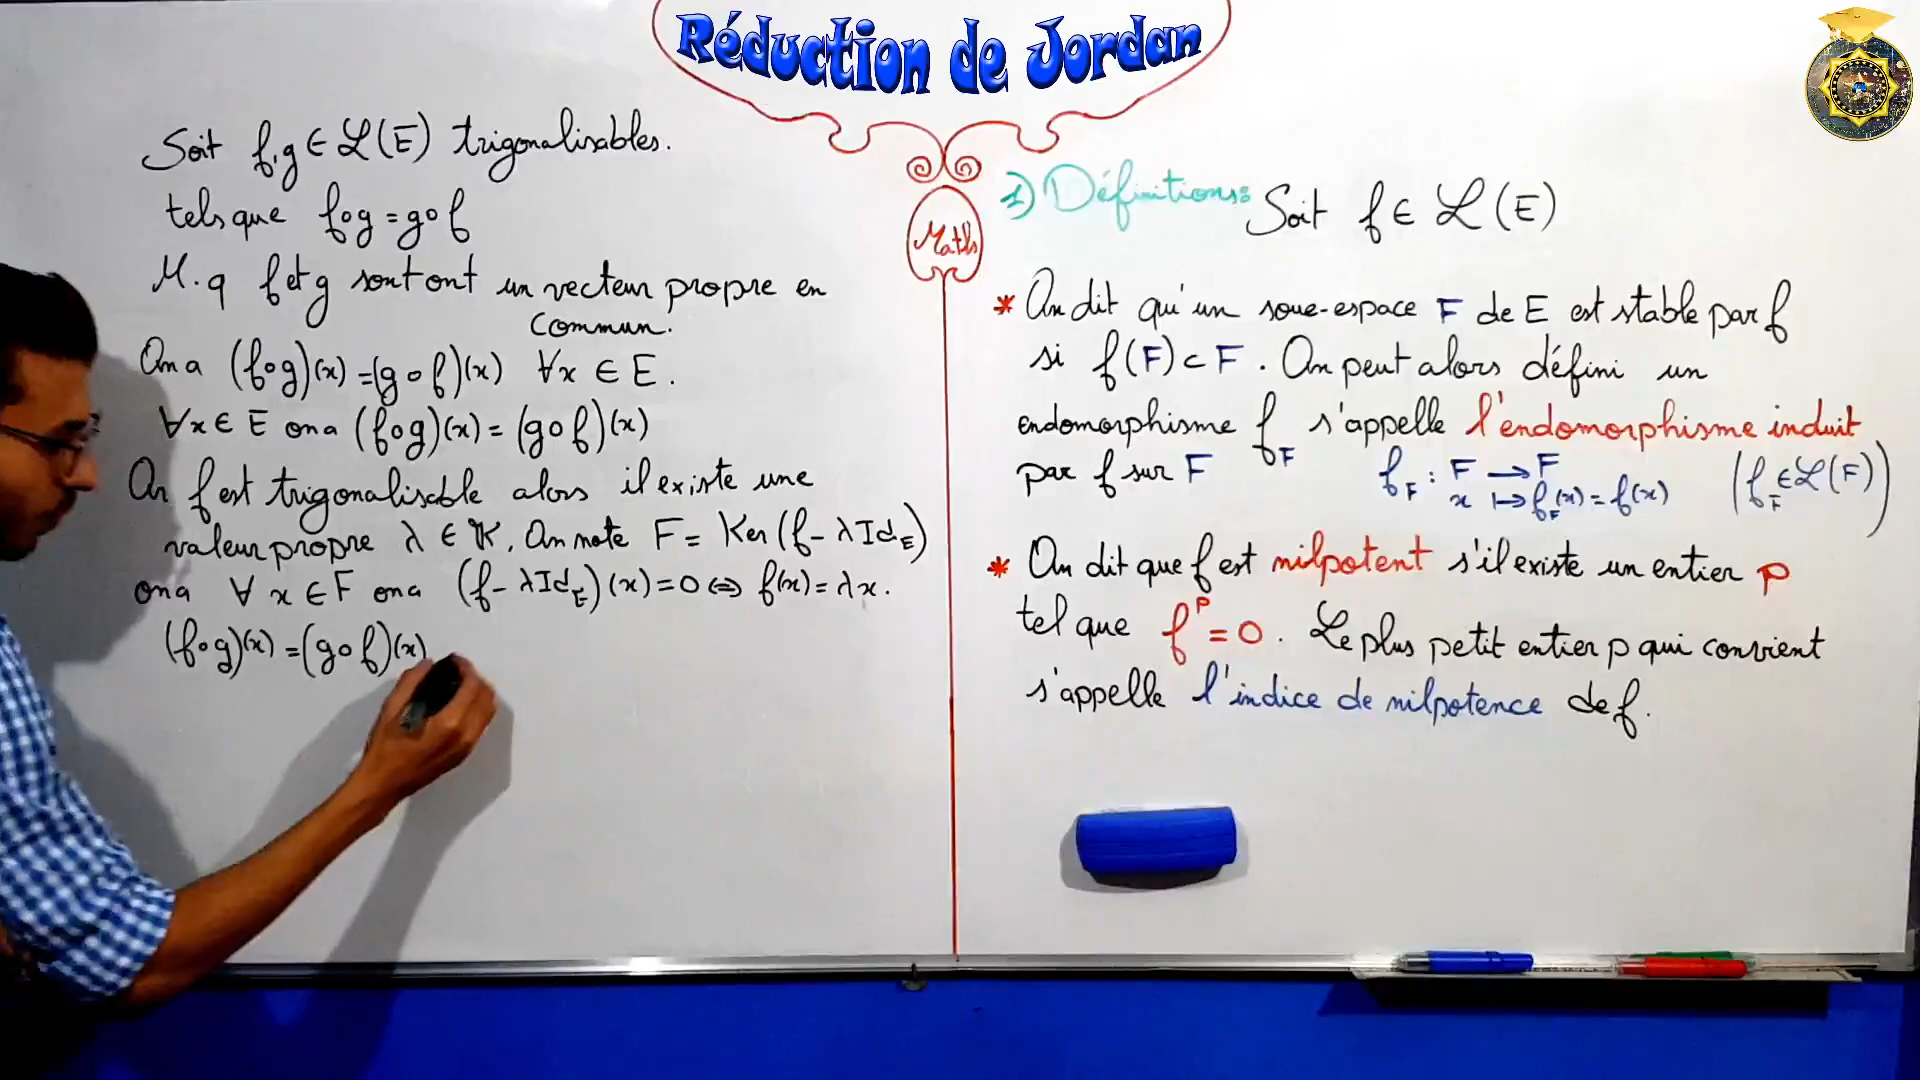 Réduction de Jordan
Soit f,g ∈ ℒ(E) trigonalisables.
tels que f∘g = g∘f
M.q f et g sont ont un vecteur propre en
commun.
On a (f∘g)(x) = (g∘f)(x) ∀x ∈ E.
∀x ∈ E on a (f∘g)(x) = (g∘f)(x)
Or f est trigonalisable alors il existe une
valeur propre λ ∈ K. On note F = Ker(f - λId_E)
on a ∀ x ∈ F on a (f - λId_E)(x) = 0 ⇔ f(x) = λx.
(f∘g)(x) = (g∘f)(x)
Maths
1) Définitions: Soit f ∈ ℒ(E)
* On dit qu'un sous-espace F de E est stable par f
si f(F) ⊂ F. On peut alors défini un
endomorphisme f_F s'appelle l'endomorphisme induit
par f sur F f_F : F → F (f_F ∈ ℒ(F))
x ↦ f_F(x) = f(x)
* On dit que f est nilpotent s'il existe un entier p
tel que f^p = 0. Le plus petit entier p qui convient
s'appelle l'indice de nilpotence de f.